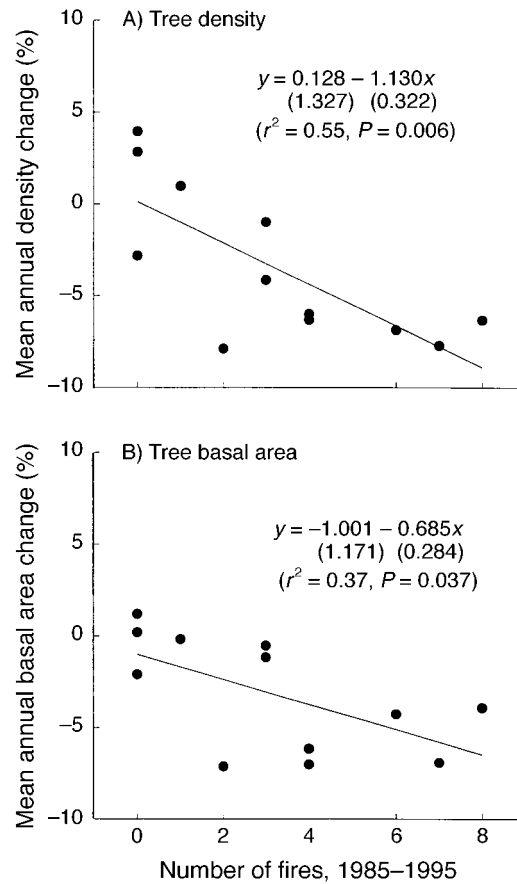 A) Tree density
y = 0.128 – 1.130x
(1.327) (0.322)
(r² = 0.55, P = 0.006)
Mean annual density change (%)
10
5
0
−5
−10
B) Tree basal area
y = –1.001 – 0.685x
(1.171) (0.284)
(r² = 0.37, P = 0.037)
Mean annual basal area change (%)
10
5
0
−5
−10
0 2 4 6 8
Number of fires, 1985–1995